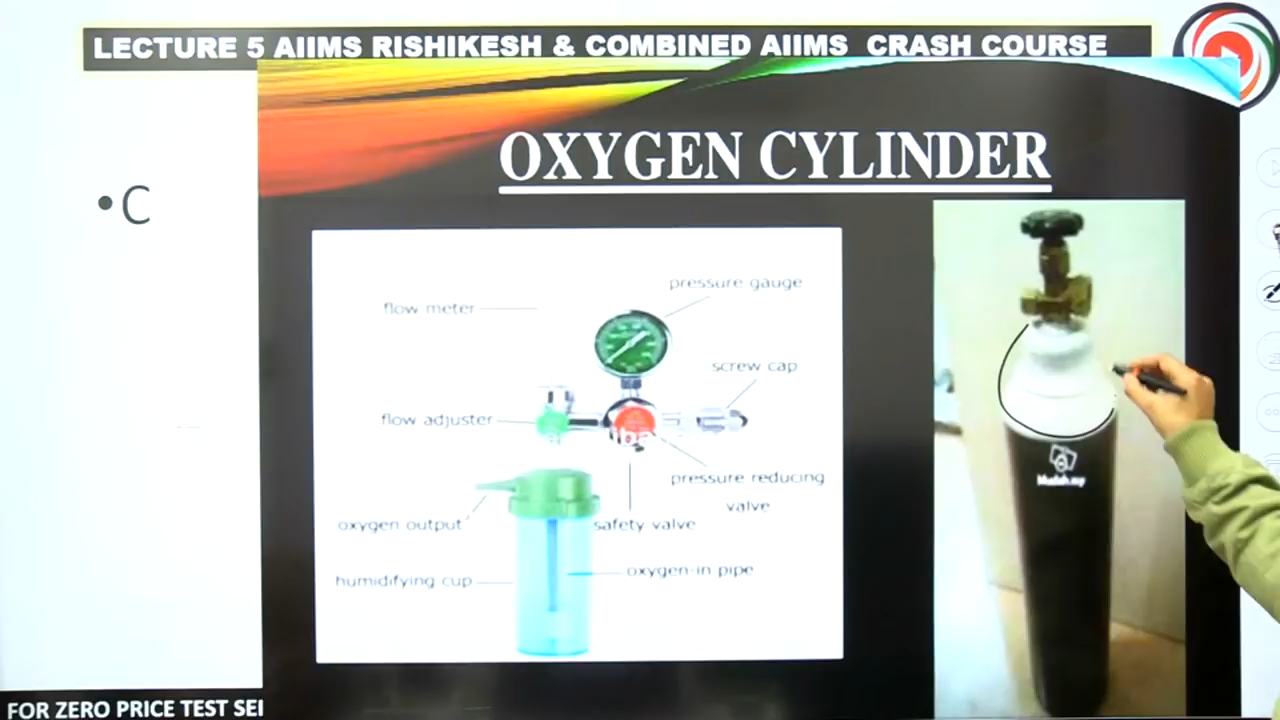 LECTURE 5 AIIMS RISHIKESH & COMBINED AIIMS CRASH COURSE
•C
OXYGEN CYLINDER
pressure gauge
flow meter
screw cap
flow adjuster
pressure reducing
valve
oxygen output
safety valve
humidifying cup
oxygen-in pipe
FOR ZERO PRICE TEST SEI